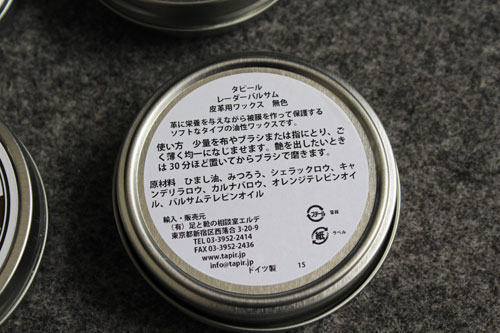 タピール
レーダーバルサム
皮革用ワックス 無色
革に栄養を与えながら被膜を作って保護する
ソフトなタイプの油性ワックスです。
使い方 少量を布やブラシまたは指にとり、ご
く薄く均一になじませます。艶を出したいときは
30分ほど置いてからブラシで磨きます。
原材料 ひまし油、みつろう、シェラックロウ、キャ
ンデリラロウ、カルナバロウ、オレンジテレピンオイ
ル、バルサムテレピンオイル
輸入・販売元
(有)足と靴の相談室エルデ
東京都新宿区西落合3-20-9
TEL 03-3952-2414
FAX 03-3952-2436
www.tapir.jp
info@tapir.jp
ドイツ製
スチール 容器
紙 ラベル
15